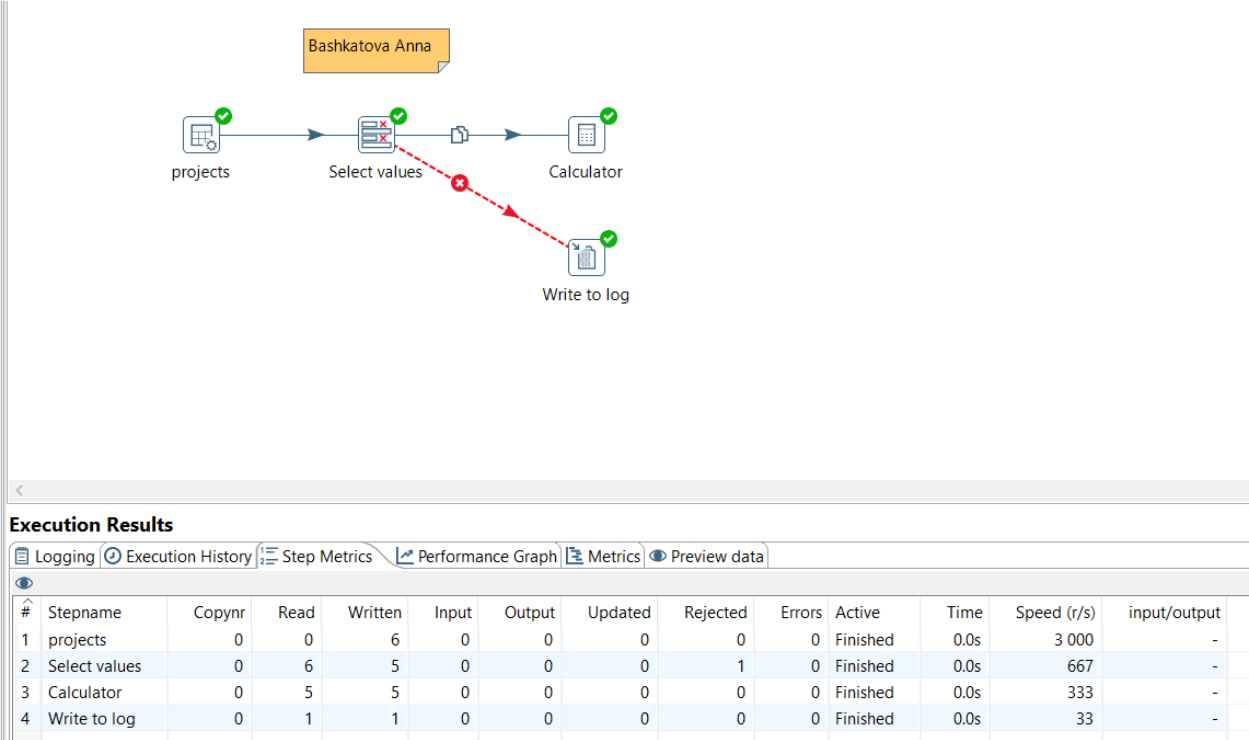 Bashkatova Anna
projects
Select values
Calculator
Write to log
Execution Results
Logging Execution History Step Metrics Performance Graph Metrics Preview data
# Stepname Copynr Read Written Input Output Updated Rejected Errors Active Time Speed (r/s) input/output
1 projects 0 0 6 0 0 0 0 0 Finished 0.0s 3 000 -
2 Select values 0 6 5 0 0 0 1 0 Finished 0.0s 667 -
3 Calculator 0 5 5 0 0 0 0 0 Finished 0.0s 333 -
4 Write to log 0 1 1 0 0 0 0 0 Finished 0.0s 33 -